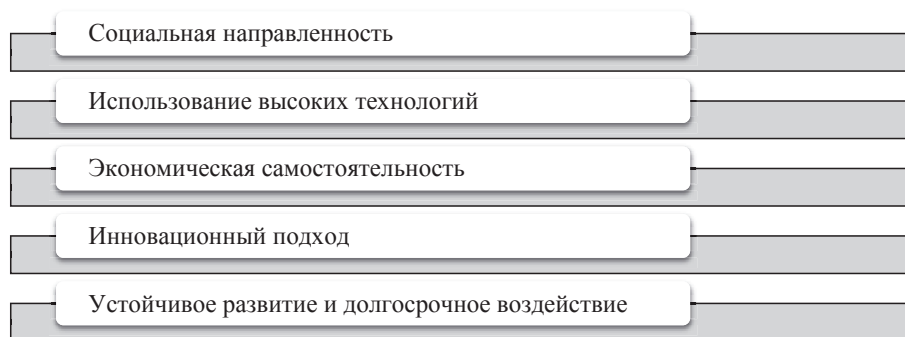 Социальная направленность
Использование высоких технологий
Экономическая самостоятельность
Инновационный подход
Устойчивое развитие и долгосрочное воздействие